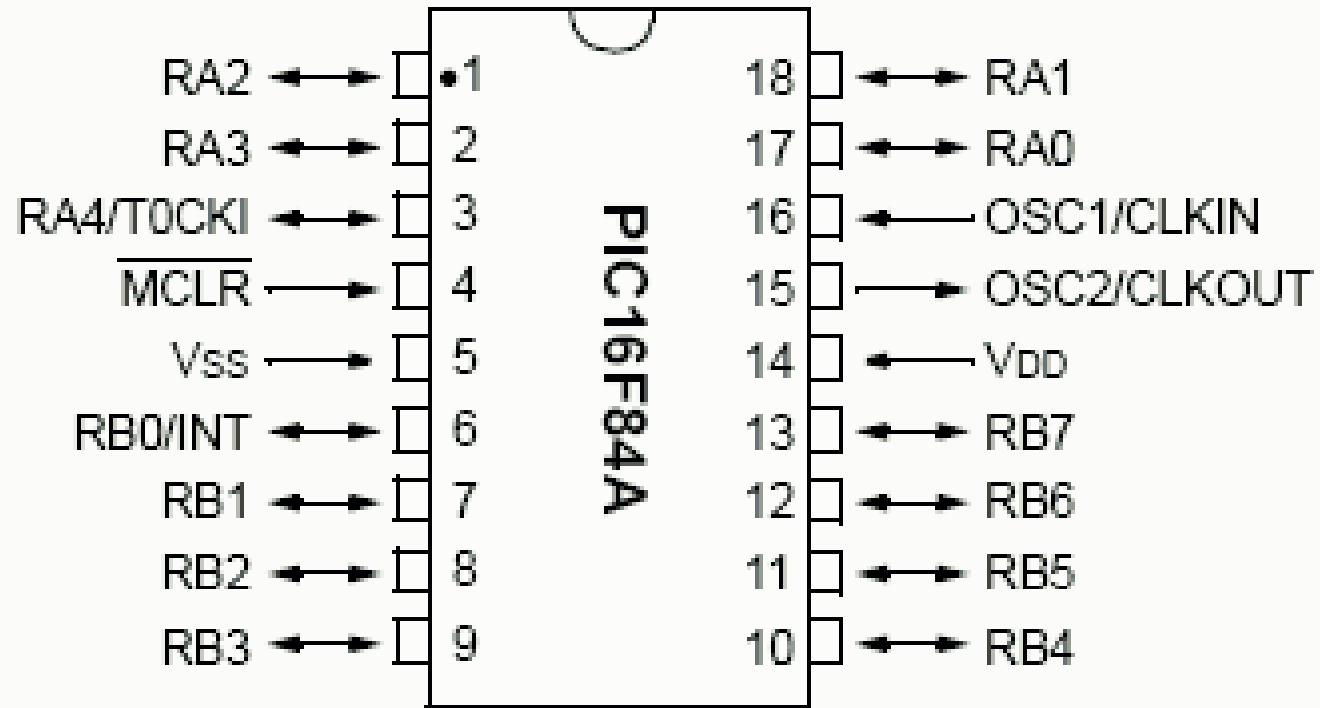 RA2 1 18 RA1
RA3 2 17 RA0
RA4/T0CKI 3 16 OSC1/CLKIN
MCLR 4 15 OSC2/CLKOUT
VSS 5 14 VDD
RB0/INT 6 13 RB7
RB1 7 12 RB6
RB2 8 11 RB5
RB3 9 10 RB4
PIC16F84A